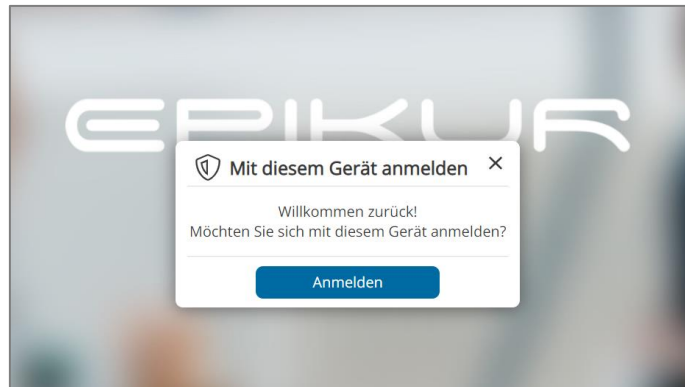 EPIKUR
Mit diesem Gerät anmelden
Willkommen zurück!
Möchten Sie sich mit diesem Gerät anmelden?
Anmelden